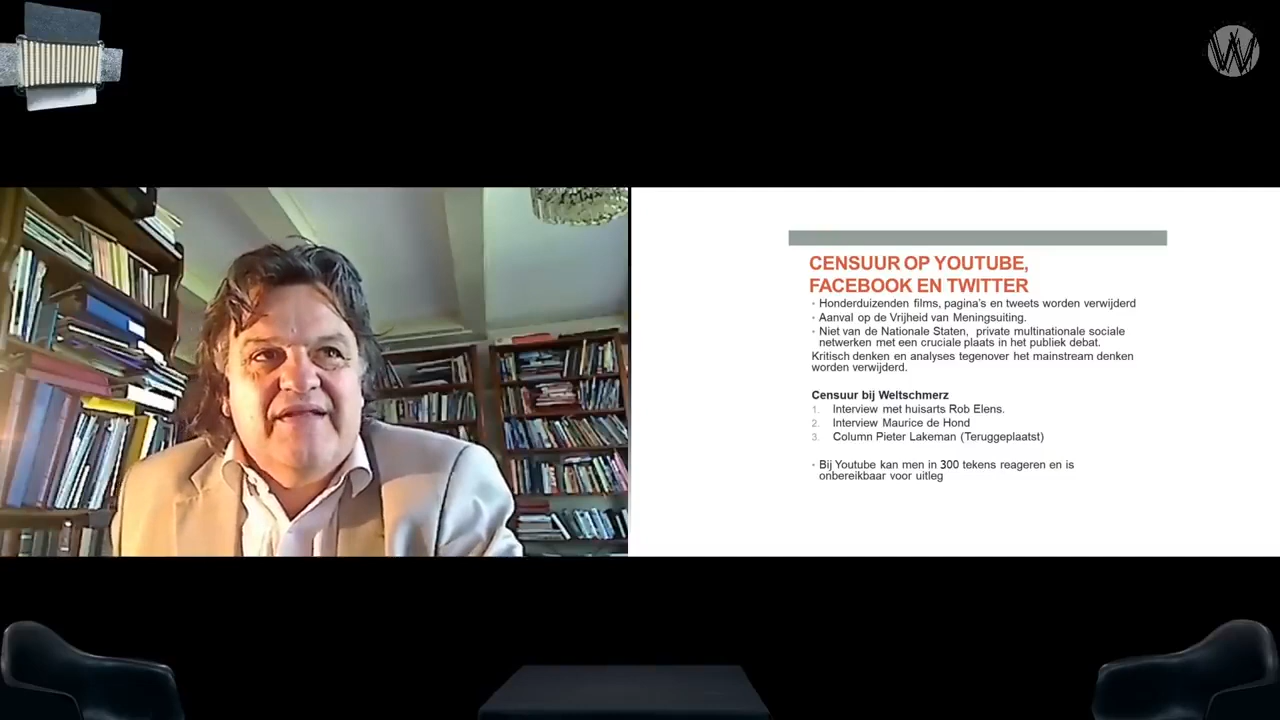 W
CENSUUR OP YOUTUBE,
FACEBOOK EN TWITTER
• Honderduizenden films, pagina's en tweets worden verwijderd
• Aanval op de Vrijheid van Meningsuiting.
• Niet van de Nationale Staten, private multinationale sociale
netwerken met een cruciale plaats in het publiek debat.
Kritisch denken en analyses tegenover het mainstream denken
worden verwijderd.
Censuur bij Weltschmerz
1. Interview met huisarts Rob Elens.
2. Interview Maurice de Hond
3. Column Pieter Lakeman (Teruggeplaatst)
• Bij Youtube kan men in 300 tekens reageren en is
onbereikbaar voor uitleg